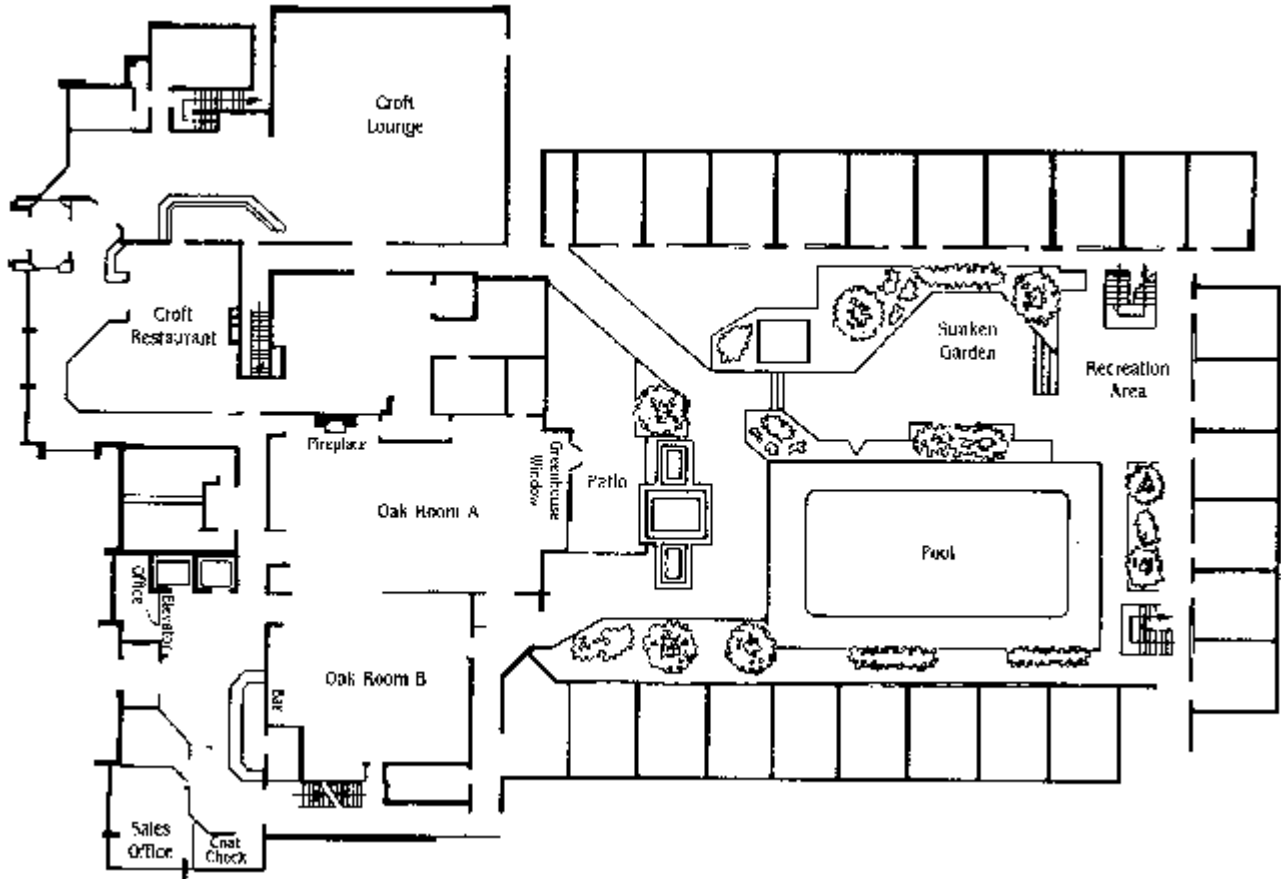 Croft
Lounge
Croft
Restaurant
Sunken
Garden
Recreation
Area
Fireplace
Greenhouse
Window
Patio
Oak Room A
Pool
Office
Elevator
Oak Room B
Bar
Sales
Office
Coat
Check